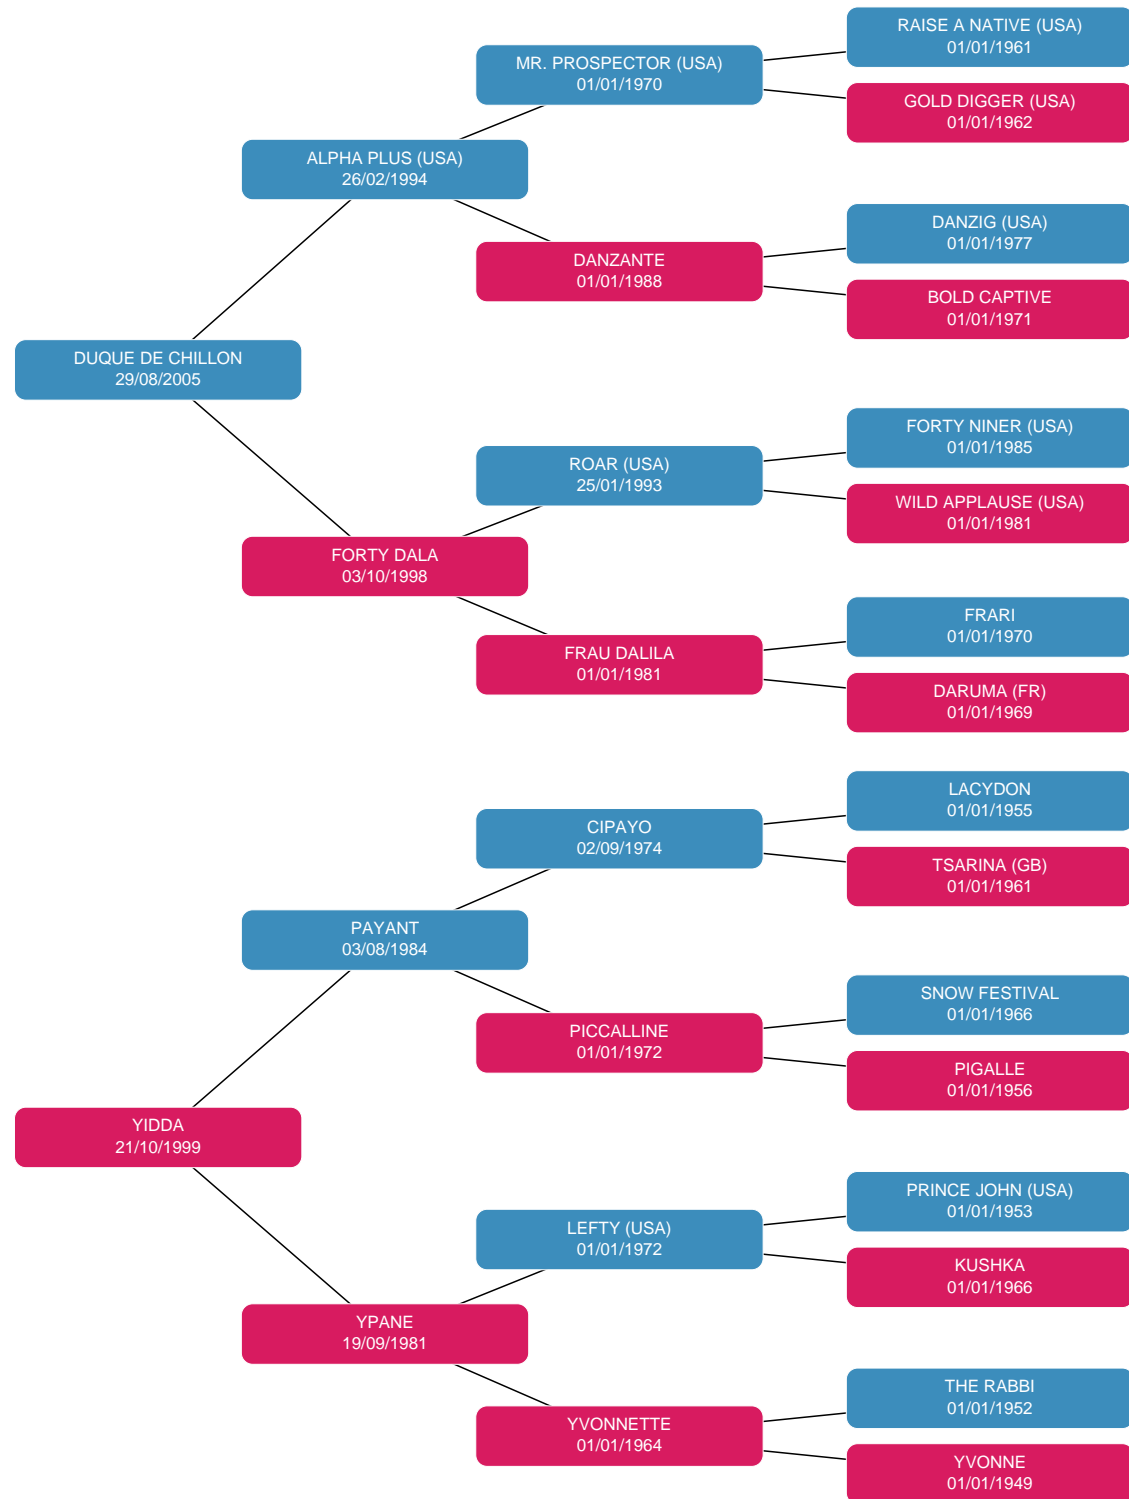 RAISE A NATIVE (USA)
01/01/1961
MR. PROSPECTOR (USA)
01/01/1970
GOLD DIGGER (USA)
01/01/1962
ALPHA PLUS (USA)
26/02/1994
DANZIG (USA)
01/01/1977
DANZANTE
01/01/1988
BOLD CAPTIVE
01/01/1971
DUQUE DE CHILLON
29/08/2005
FORTY NINER (USA)
01/01/1985
ROAR (USA)
25/01/1993
WILD APPLAUSE (USA)
01/01/1981
FORTY DALA
03/10/1998
FRARI
01/01/1970
FRAU DALILA
01/01/1981
DARUMA (FR)
01/01/1969
LACYDON
01/01/1955
CIPAYO
02/09/1974
TSARINA (GB)
01/01/1961
PAYANT
03/08/1984
SNOW FESTIVAL
01/01/1966
PICCALLINE
01/01/1972
PIGALLE
01/01/1956
YIDDA
21/10/1999
PRINCE JOHN (USA)
01/01/1953
LEFTY (USA)
01/01/1972
KUSHKA
01/01/1966
YPANE
19/09/1981
THE RABBI
01/01/1952
YVONNETTE
01/01/1964
YVONNE
01/01/1949